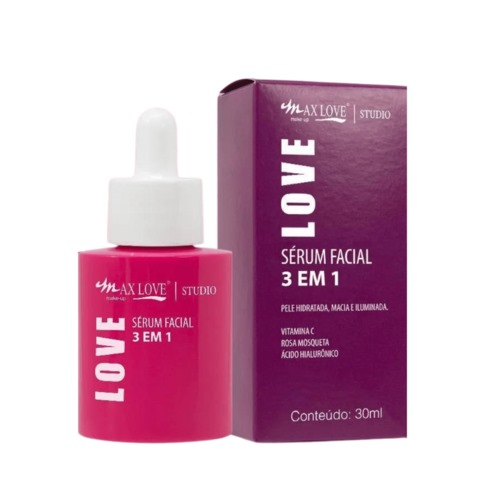 MAX LOVE® | STUDIO
make-up
LOVE
SÉRUM FACIAL
3 EM 1
MAX LOVE® | STUDIO
make-up
LOVE
SÉRUM FACIAL
3 EM 1
PELE HIDRATADA, MACIA E ILUMINADA.
VITAMINA C
ROSA MOSQUETA
ÁCIDO HIALURÔNICO
Conteúdo: 30ml